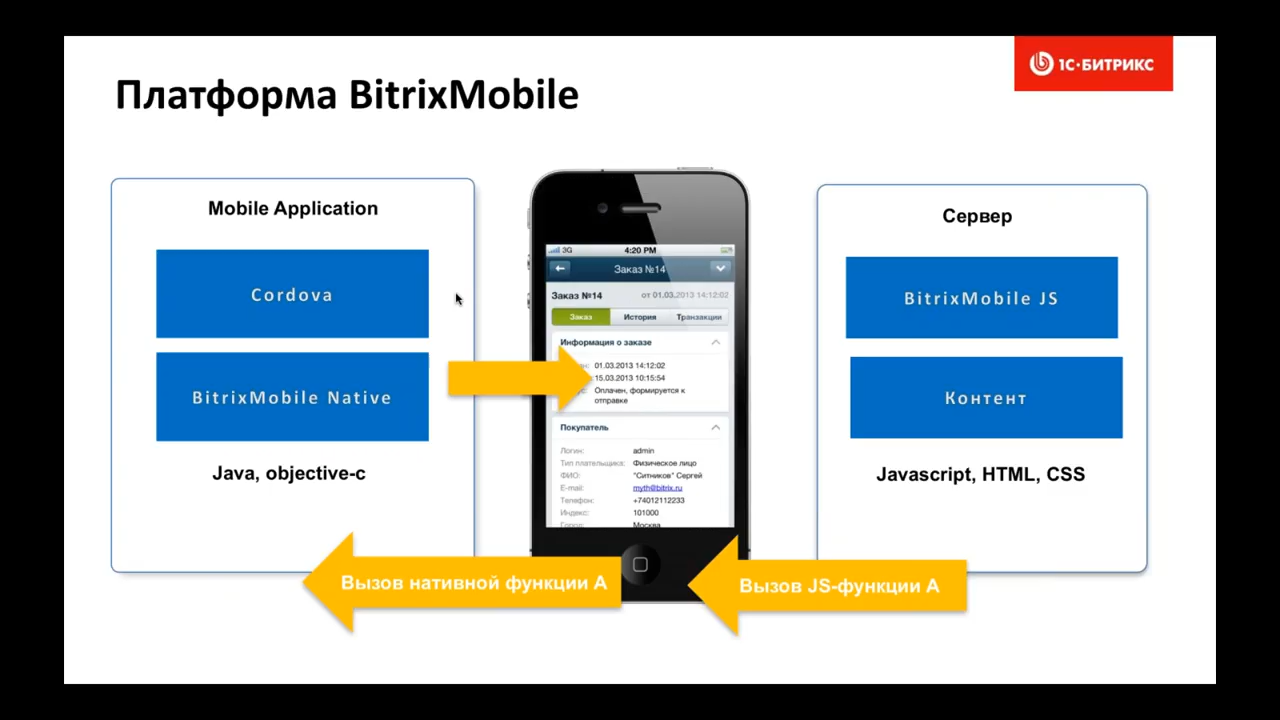 1С·БИТРИКС
Платформа BitrixMobile
Mobile Application
Cordova
BitrixMobile Native
Java, objective-c
3G 4:20 PM
Заказ №14
Заказ №14 от 01.03.2013 14:12:02
Заказ История Транзакции
Информация о заказе
01.03.2013 14:12:02
15.03.2013 10:15:54
Оплачен, формируется к
отправке
Покупатель
Логин: admin
Тип плательщика: Физическое лицо
ФИО: "Ситников" Сергей
E-mail: myth@bitrix.ru
Телефон: +74012112233
Индекс: 101000
Город: Москва
Сервер
BitrixMobile JS
Контент
Javascript, HTML, CSS
Вызов нативной функции А
Вызов JS-функции А